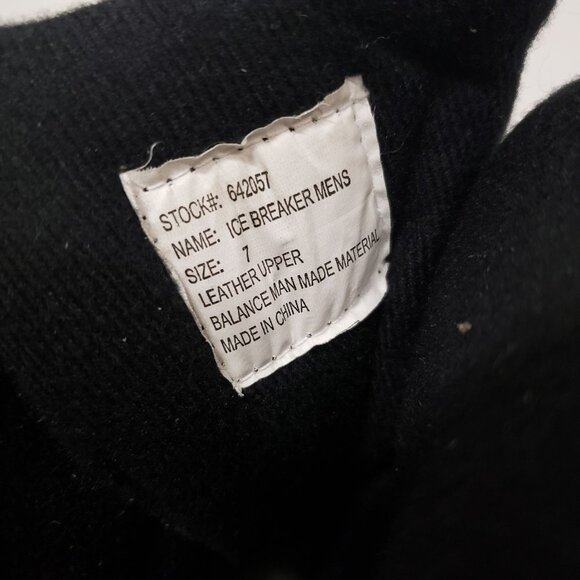 STOCK#: 642057
NAME: ICE BREAKER MENS
SIZE: 7
LEATHER UPPER
BALANCE MAN MADE MATERIAL
MADE IN CHINA